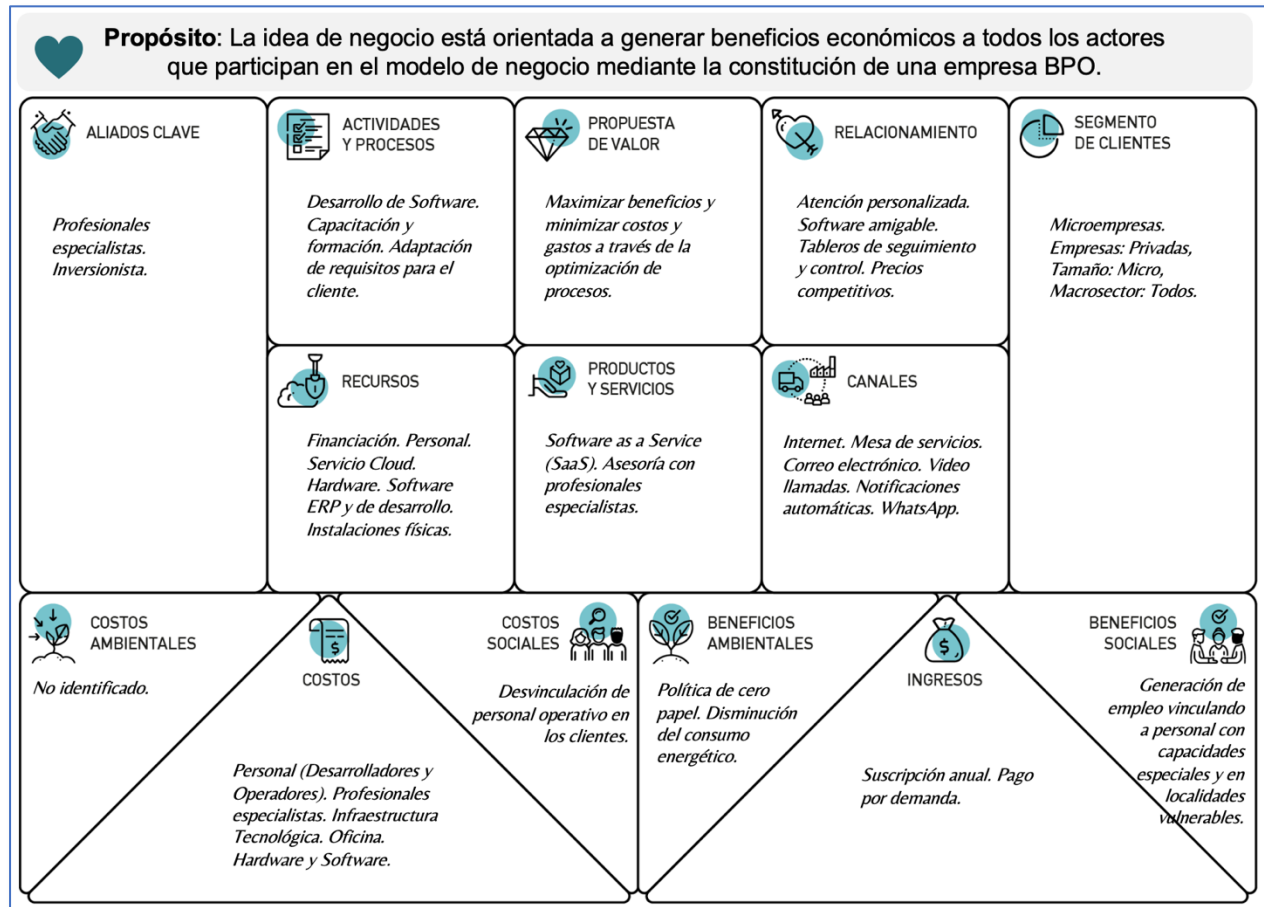 Propósito: La idea de negocio está orientada a generar beneficios económicos a todos los actores
que participan en el modelo de negocio mediante la constitución de una empresa BPO.
ALIADOS CLAVE
Profesionales
especialistas.
Inversionista.
ACTIVIDADES
Y PROCESOS
Desarrollo de Software.
Capacitación y
formación. Adaptación
de requisitos para el
cliente.
PROPUESTA
DE VALOR
Maximizar beneficios y
minimizar costos y
gastos a través de la
optimización de
procesos.
RELACIONAMIENTO
Atención personalizada.
Software amigable.
Tableros de seguimiento
y control. Precios
competitivos.
SEGMENTO
DE CLIENTES
Microempresas.
Empresas: Privadas,
Tamaño: Micro,
Macrosector: Todos.
RECURSOS
Financiación. Personal.
Servicio Cloud.
Hardware. Software
ERP y de desarrollo.
Instalaciones físicas.
PRODUCTOS
Y SERVICIOS
Software as a Service
(SaaS). Asesoría con
profesionales
especialistas.
CANALES
Internet. Mesa de servicios.
Correo electrónico. Video
llamadas. Notificaciones
automáticas. WhatsApp.
COSTOS
AMBIENTALES
No identificado.
COSTOS
Personal (Desarrolladores y
Operadores). Profesionales
especialistas. Infraestructura
Tecnológica. Oficina.
Hardware y Software.
COSTOS
SOCIALES
Desvinculación de
personal operativo en
los clientes.
BENEFICIOS
AMBIENTALES
Política de cero
papel. Disminución
del consumo
energético.
INGRESOS
Suscripción anual. Pago
por demanda.
BENEFICIOS
SOCIALES
Generación de
empleo vinculando
a personal con
capacidades
especiales y en
localidades
vulnerables.